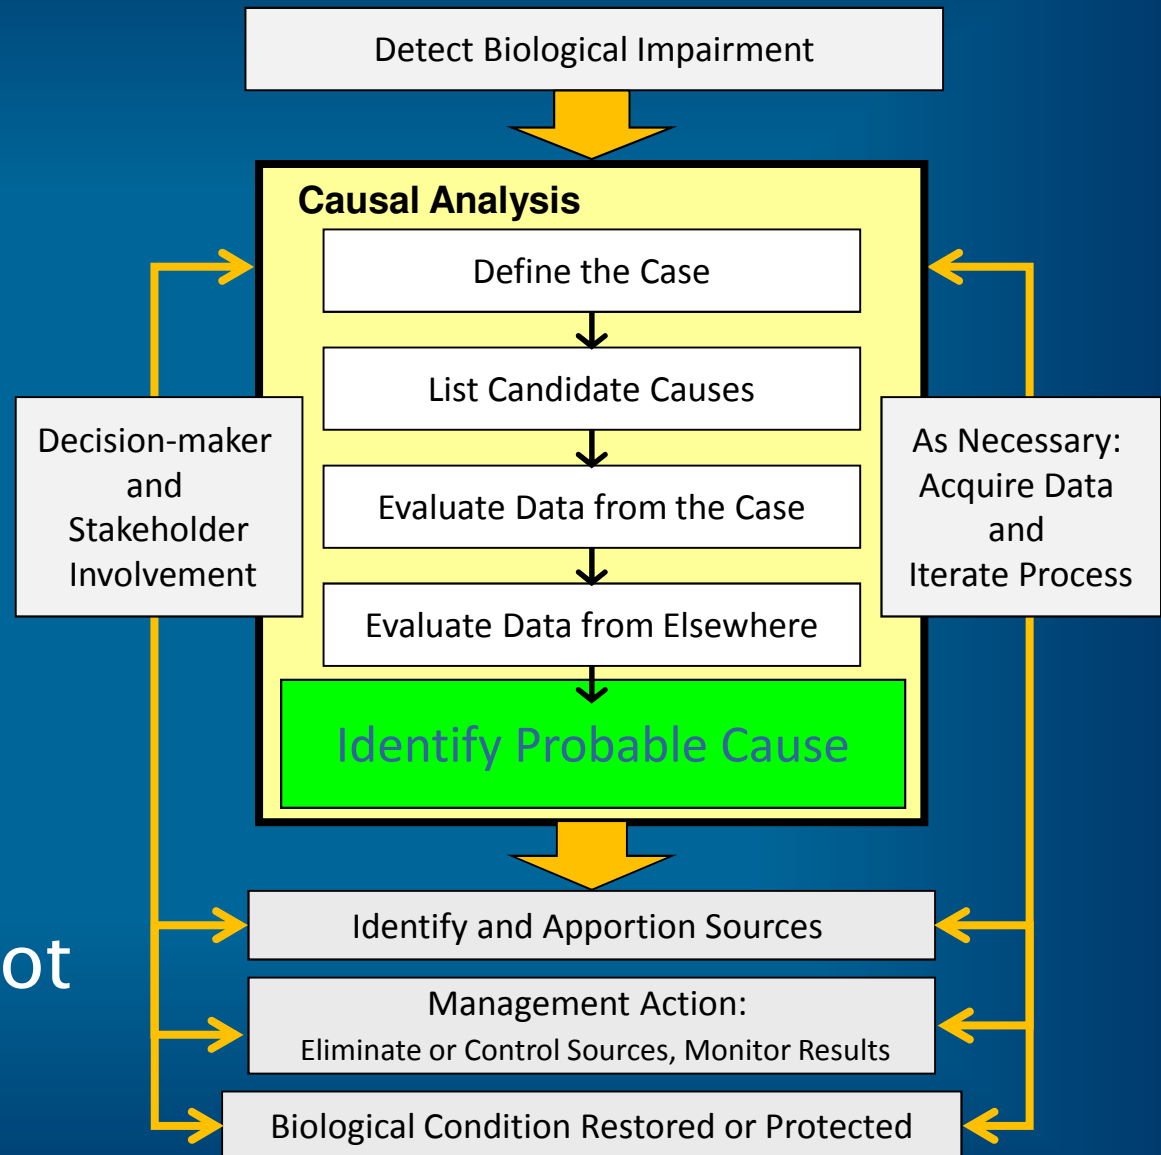 Detect Biological Impairment
Causal Analysis
Define the Case
List Candidate Causes
Evaluate Data from the Case
Evaluate Data from Elsewhere
Identify Probable Cause
Decision-maker
and
Stakeholder
Involvement
As Necessary:
Acquire Data
and
Iterate Process
Identify and Apportion Sources
ot
Management Action:
Eliminate or Control Sources, Monitor Results
Biological Condition Restored or Protected